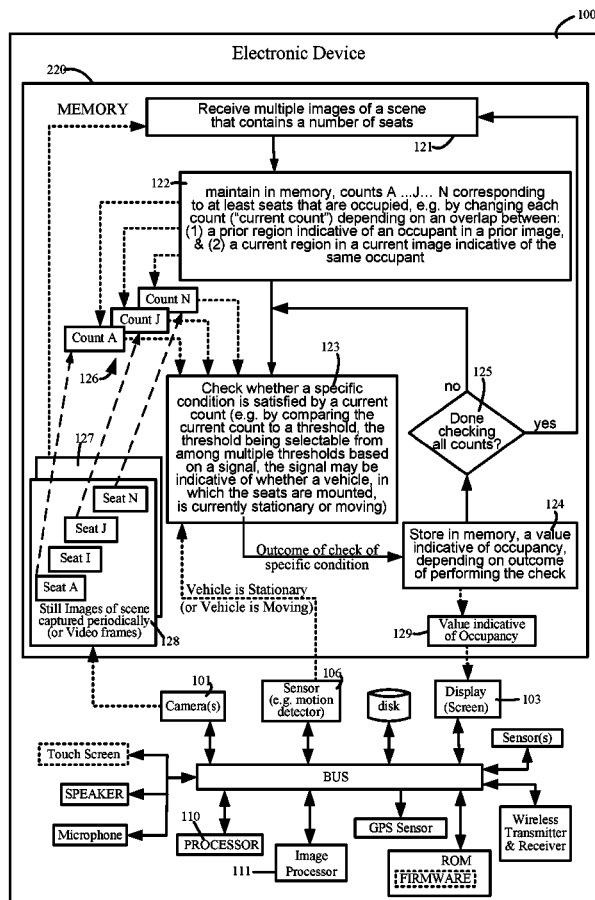 100
Electronic Device
220
MEMORY
Receive multiple images of a scene
that contains a number of seats
121
122
maintain in memory, counts A ...J... N corresponding
to at least seats that are occupied, e.g. by changing each
count ("current count") depending on an overlap between:
(1) a prior region indicative of an occupant in a prior image,
& (2) a current region in a current image indicative of the
same occupant
Count N
Count J
Count A
126
123
Check whether a specific
condition is satisfied by a current
count (e.g. by comparing the
current count to a threshold, the
threshold being selectable from
among multiple thresholds based
on a signal, the signal may be
indicative of whether a vehicle, in
which the seats are mounted,
is currently stationary or moving)
no
125
Done
checking
all counts?
yes
127
Seat N
Seat J
Seat I
Seat A
Still Images of scene
captured periodically
(or Video frames)
128
Outcome of check of
specific condition
124
Store in memory, a value
indicative of occupancy,
depending on outcome
of performing the check
Vehicle is Stationary
(or Vehicle is Moving)
129
Value indicative
of Occupancy
101
Camera(s)
106
Sensor
(e.g. motion
detector)
disk
Display
(Screen)
103
Sensor(s)
Touch Screen
BUS
SPEAKER
Microphone
110
PROCESSOR
111
Image
Processor
GPS Sensor
ROM
FIRMWARE
Wireless
Transmitter
& Receiver